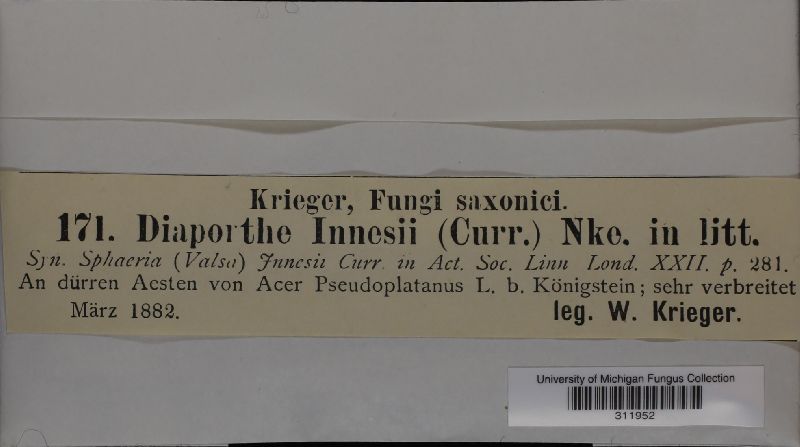 Krieger, Fungi saxonici.
171. Diaporthe Innesii (Curr.) Nke. in litt.
Syn. Sphaeria (Valsa) Innesii Curr. in Act. Soc. Linn Lond. XXII. p. 281.
An dürren Aesten von Acer Pseudoplatanus L. b. Königstein; sehr verbreitet
März 1882. leg. W. Krieger.
University of Michigan Fungus Collection
311952